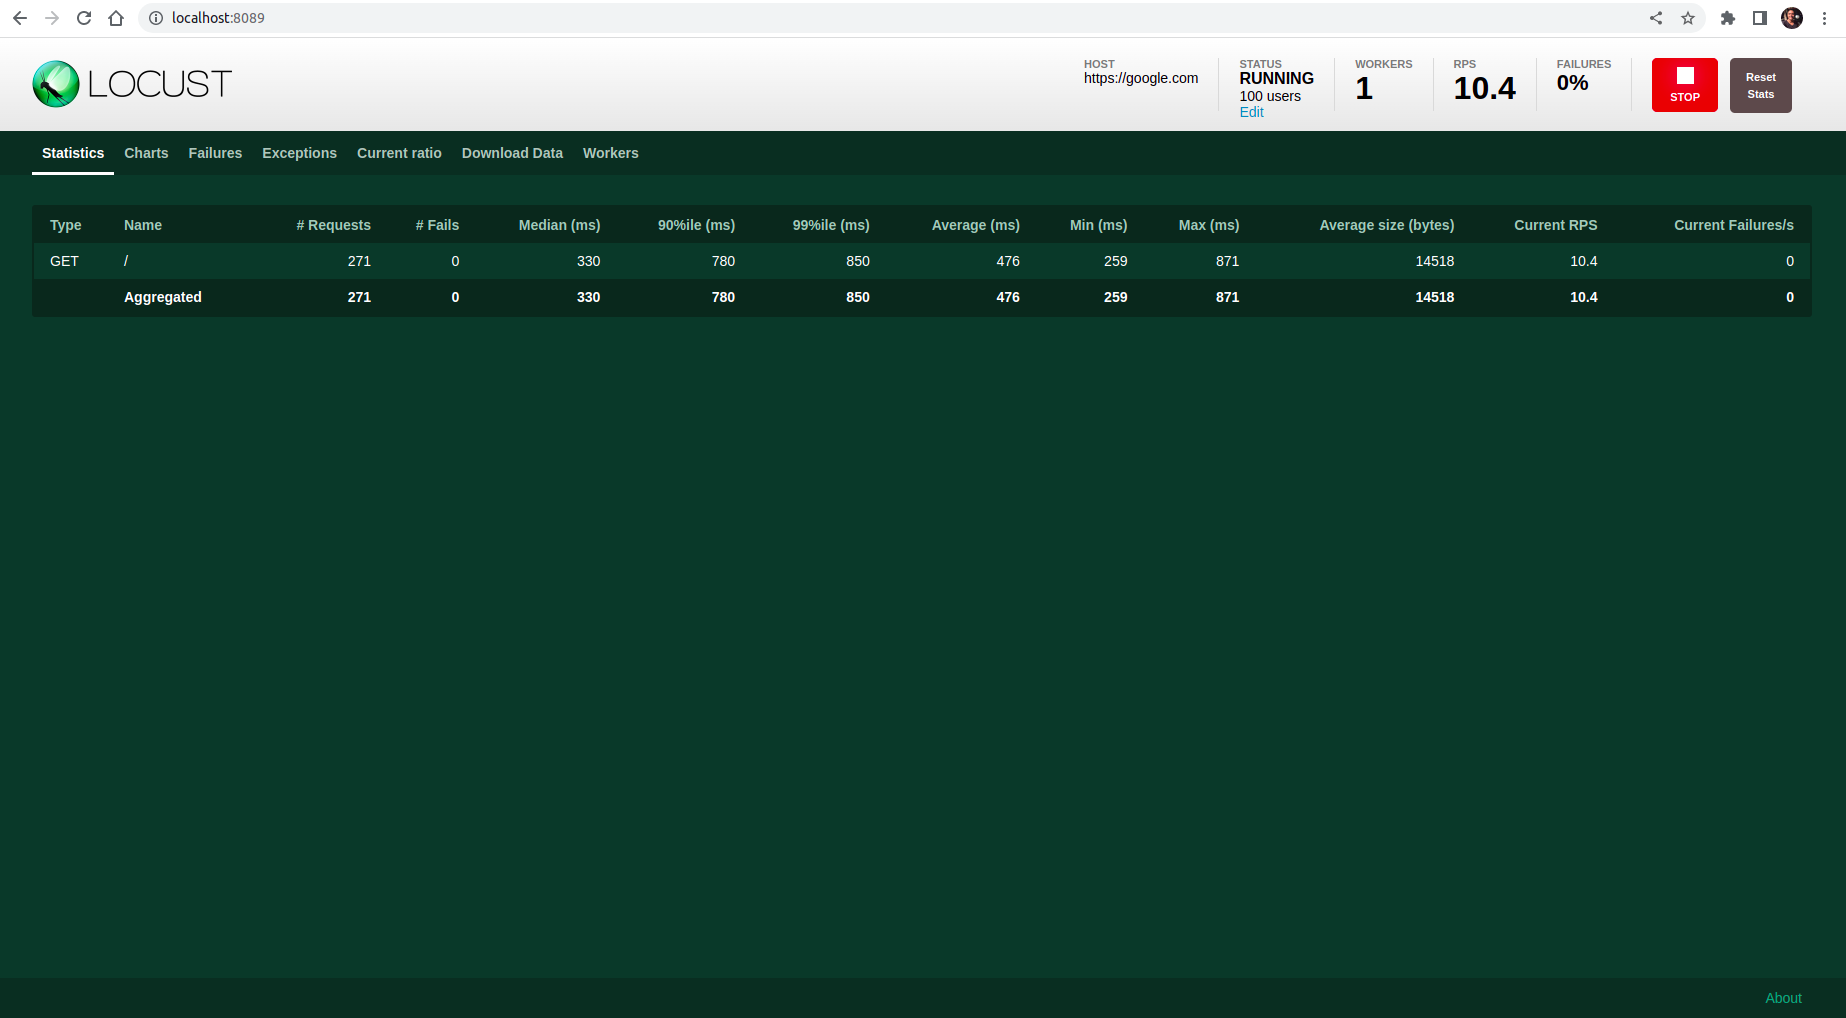 localhost:8089
LOCUST
HOST
https://google.com
STATUS
RUNNING
100 users
Edit
WORKERS
1
RPS
10.4
FAILURES
0%
STOP
Reset
Stats
Statistics Charts Failures Exceptions Current ratio Download Data Workers
Type Name # Requests # Fails Median (ms) 90%ile (ms) 99%ile (ms) Average (ms) Min (ms) Max (ms) Average size (bytes) Current RPS Current Failures/s
GET / 271 0 330 780 850 476 259 871 14518 10.4 0
Aggregated 271 0 330 780 850 476 259 871 14518 10.4 0
About